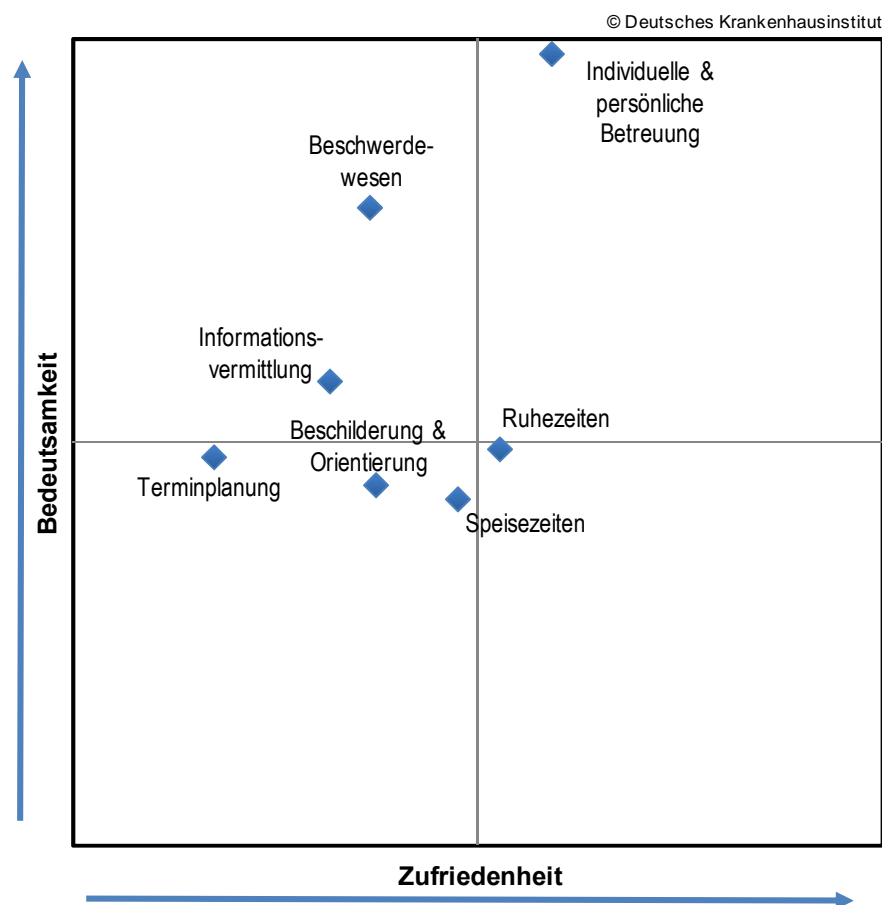 © Deutsches Krankenhausinstitut
Individuelle &
persönliche
Betreuung
Beschwerde-
wesen
Informations-
vermittlung
Ruhezeiten
Beschilderung &
Orientierung
Terminplanung
Speisezeiten
Bedeutsamkeit
Zufriedenheit